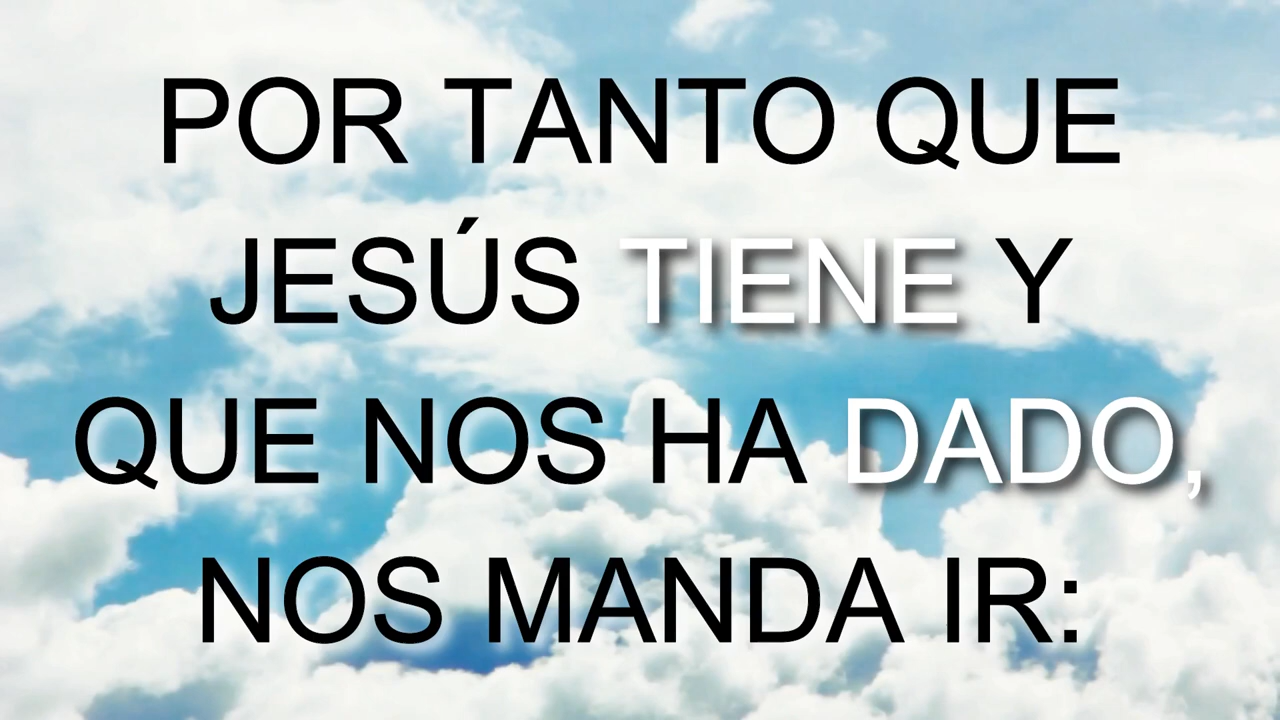 POR TANTO QUE
JESÚS TIENE Y
QUE NOS HA DADO,
NOS MANDA IR: